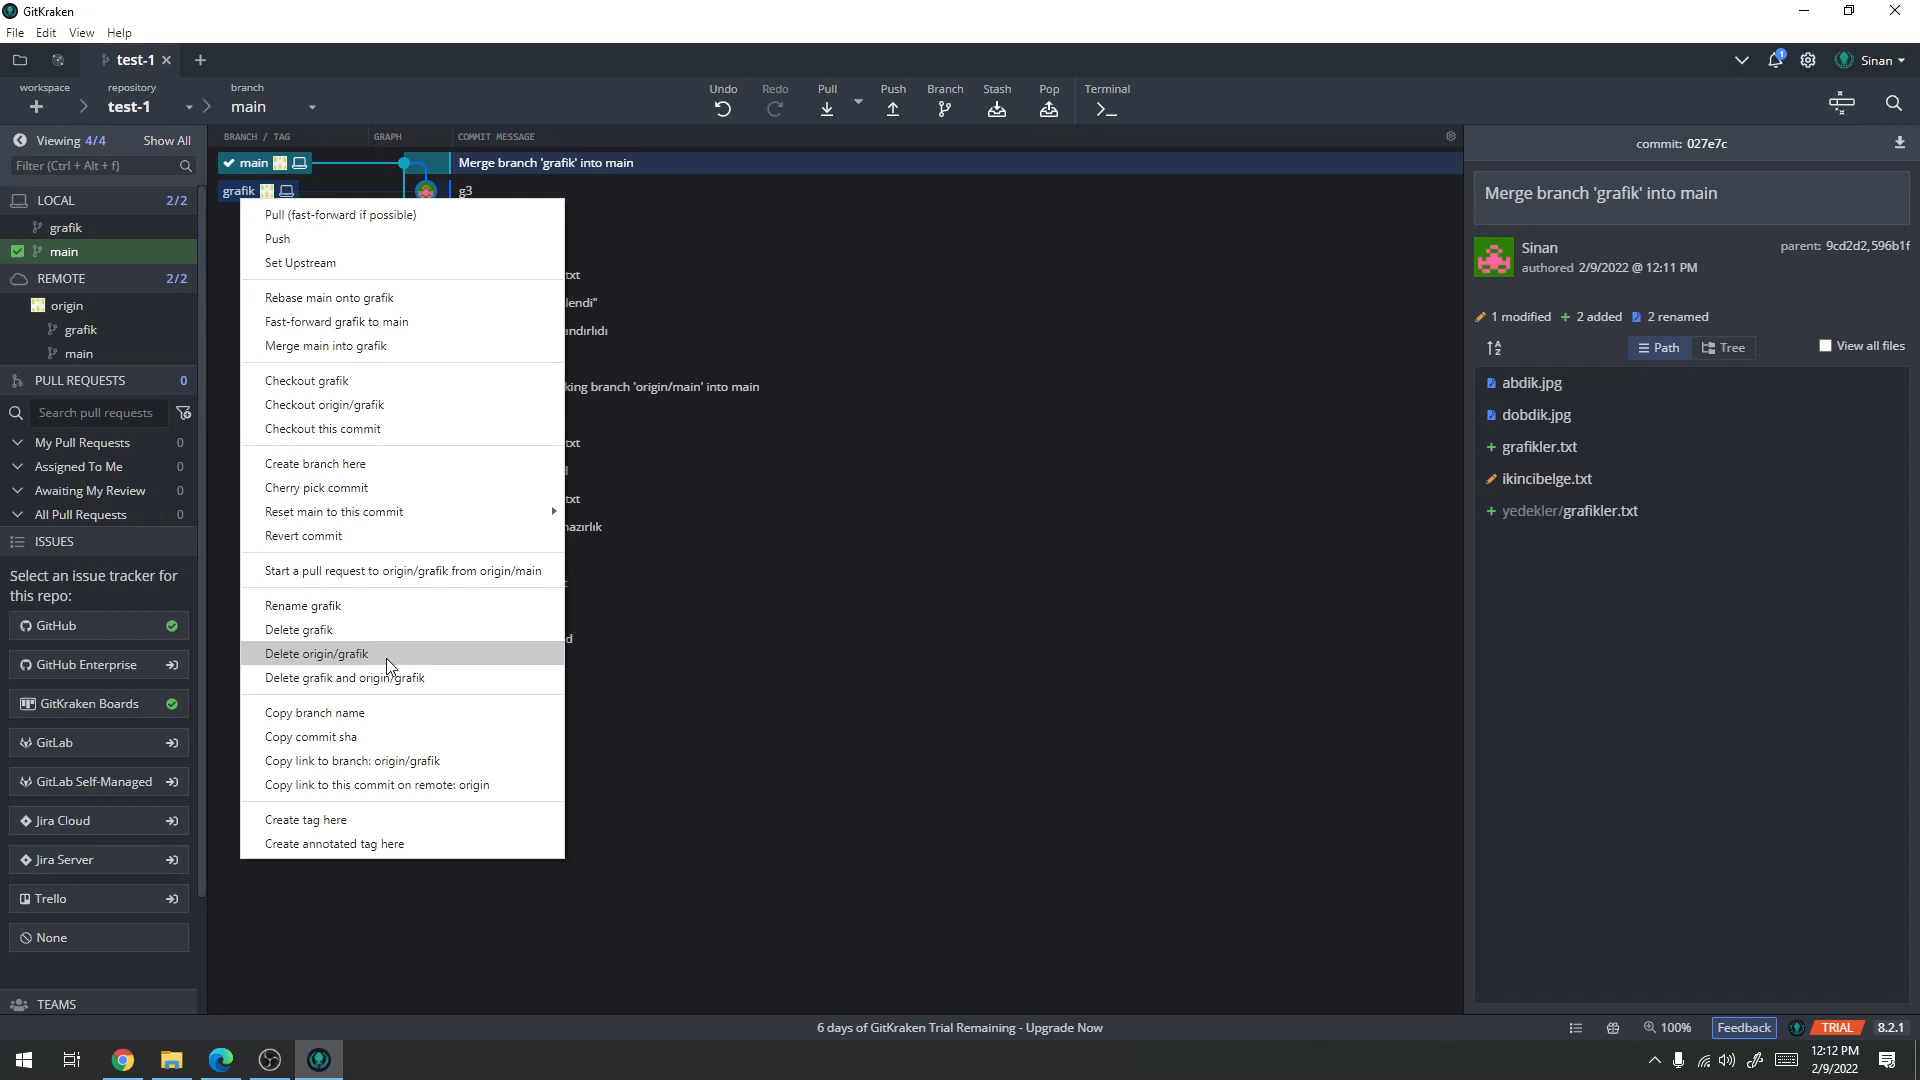 GitKraken
File Edit View Help
test-1
Sinan
workspace
repository
test-1
branch
main
Undo
Redo
Pull
Push
Branch
Stash
Pop
Terminal
Viewing 4/4 Show All
Filter (Ctrl + Alt + f)
LOCAL 2/2
grafik
main
REMOTE 2/2
origin
grafik
main
PULL REQUESTS 0
Search pull requests
My Pull Requests 0
Assigned To Me 0
Awaiting My Review 0
All Pull Requests 0
ISSUES
Select an issue tracker for
this repo:
GitHub
GitHub Enterprise
GitKraken Boards
GitLab
GitLab Self-Managed
Jira Cloud
Jira Server
Trello
None
TEAMS
BRANCH / TAG GRAPH COMMIT MESSAGE
main Merge branch 'grafik' into main
grafik g3
Pull (fast-forward if possible)
Push
Set Upstream
Rebase main onto grafik
Fast-forward grafik to main
Merge main into grafik
Checkout grafik
Checkout origin/grafik
Checkout this commit
Create branch here
Cherry pick commit
Reset main to this commit
Revert commit
Start a pull request to origin/grafik from origin/main
Rename grafik
Delete grafik
Delete origin/grafik
Delete grafik and origin/grafik
Copy branch name
Copy commit sha
Copy link to branch: origin/grafik
Copy link to this commit on remote: origin
Create tag here
Create annotated tag here
txt
lendi"
andırlıdı
king branch 'origin/main' into main
txt
txt
nazırlık
d
commit: 027e7c
Merge branch 'grafik' into main
Sinan
authored 2/9/2022 @ 12:11 PM
parent: 9cd2d2,596b1f
1 modified + 2 added 2 renamed
Path Tree View all files
abdik.jpg
dobdik.jpg
+ grafikler.txt
ikincibelge.txt
+ yedekler/grafikler.txt
6 days of GitKraken Trial Remaining - Upgrade Now
100% Feedback TRIAL 8.2.1
12:12 PM
2/9/2022